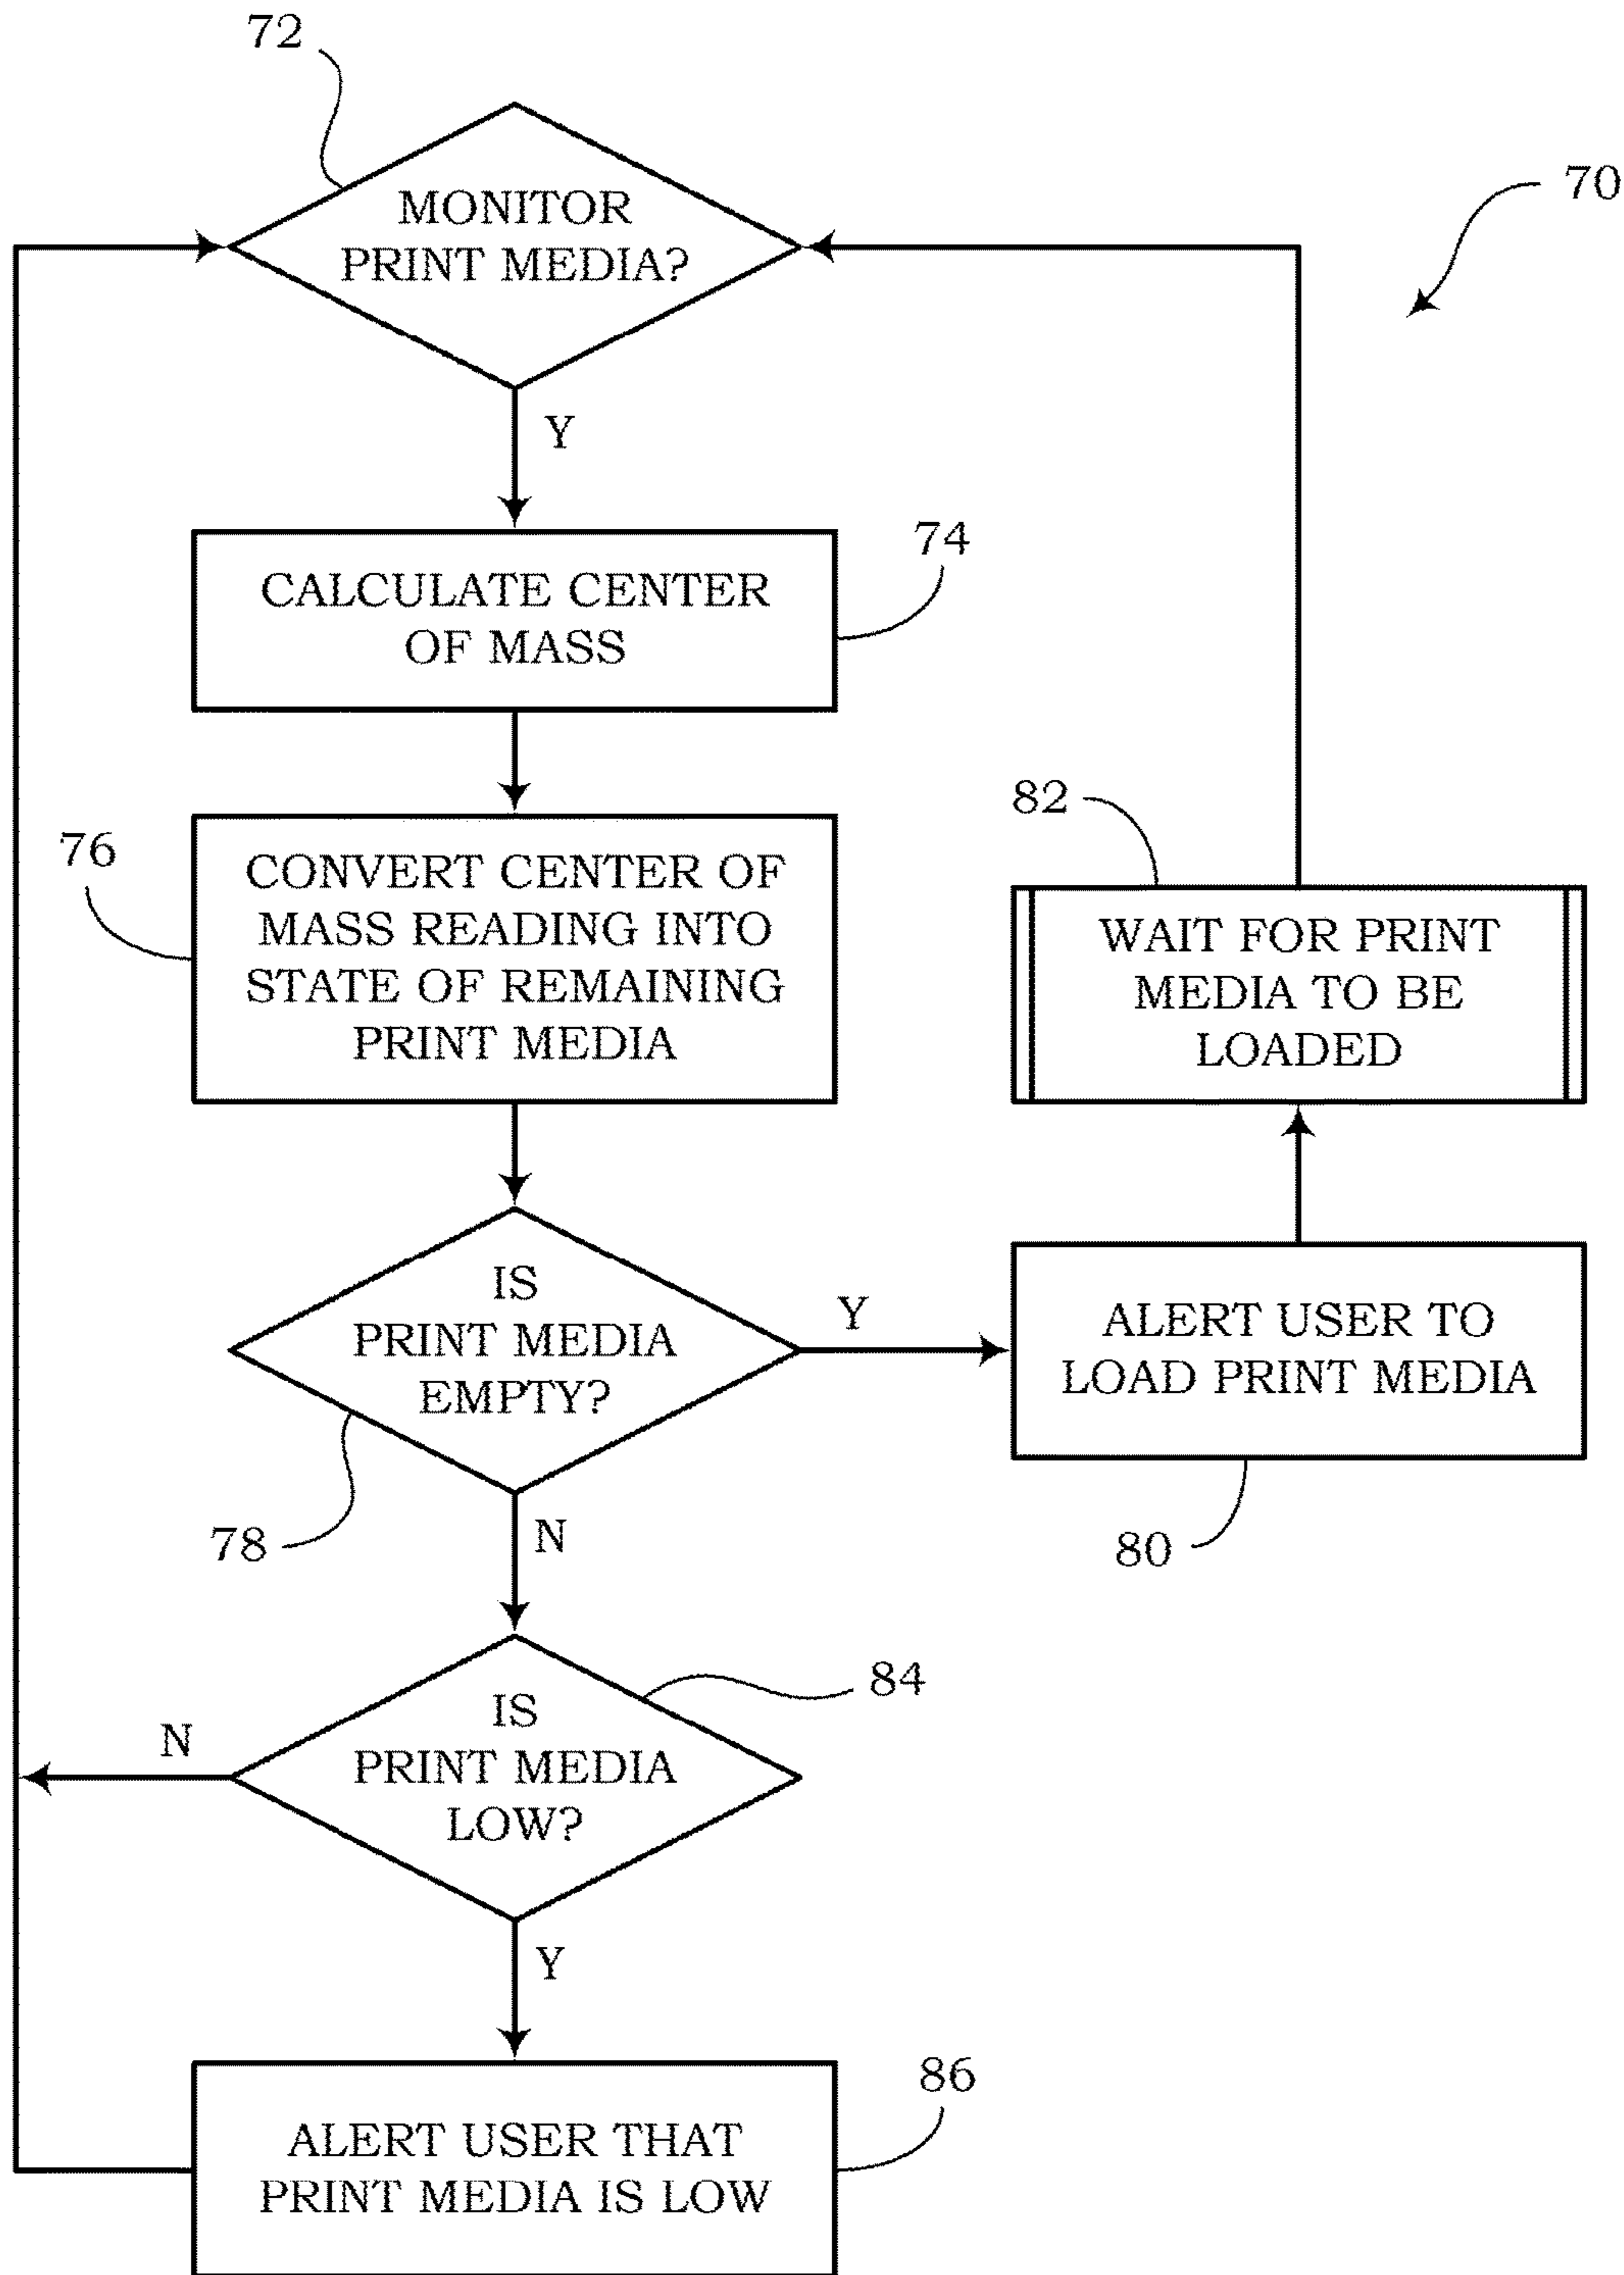 72
MONITOR
PRINT MEDIA?
70
Y
74
CALCULATE CENTER
OF MASS
76
CONVERT CENTER OF
MASS READING INTO
STATE OF REMAINING
PRINT MEDIA
82
WAIT FOR PRINT
MEDIA TO BE
LOADED
IS
PRINT MEDIA
EMPTY?
Y
ALERT USER TO
LOAD PRINT MEDIA
78
N
80
84
IS
PRINT MEDIA
LOW?
N
Y
86
ALERT USER THAT
PRINT MEDIA IS LOW